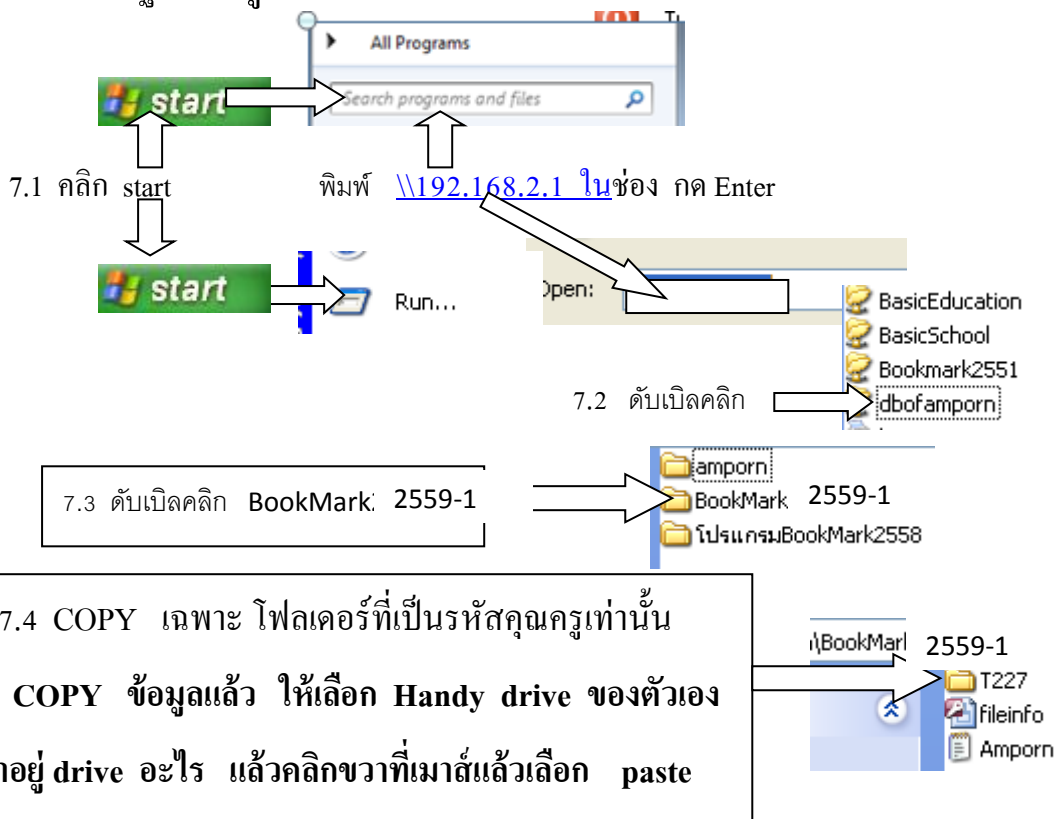 All Programs
start
Search programs and files
7.1 คลิก start
พิมพ์ \\192.168.2.1 ในช่อง กด Enter
start
Run...
Open:
BasicEducation
BasicSchool
Bookmark2551
7.2 ดับเบิลคลิก
dbofamporn
amporn
7.3 ดับเบิลคลิก BookMark 2559-1
BookMark 2559-1
โปรแกรมBookMark2558
7.4 COPY เฉพาะ โฟลเดอร์ที่เป็นรหัสคุณครูเท่านั้น
\BookMar 2559-1
COPY ข้อมูลแล้ว ให้เลือก Handy drive ของตัวเอง
T227
fileinfo
Amporn
อยู่ drive อะไร แล้วคลิกขวาที่เมาส์แล้วเลือก paste